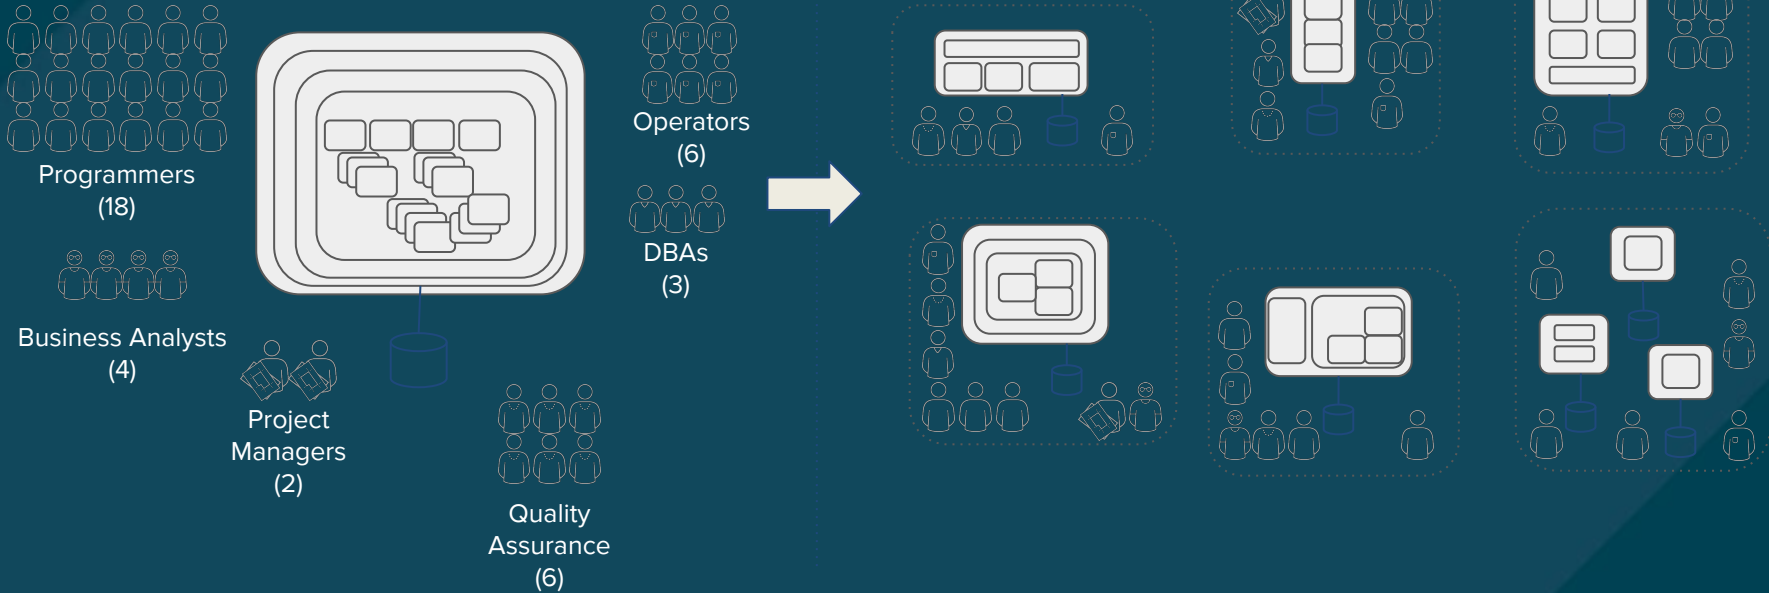 Programmers
(18)
Business Analysts
(4)
Project
Managers
(2)
Quality
Assurance
(6)
Operators
(6)
DBAs
(3)